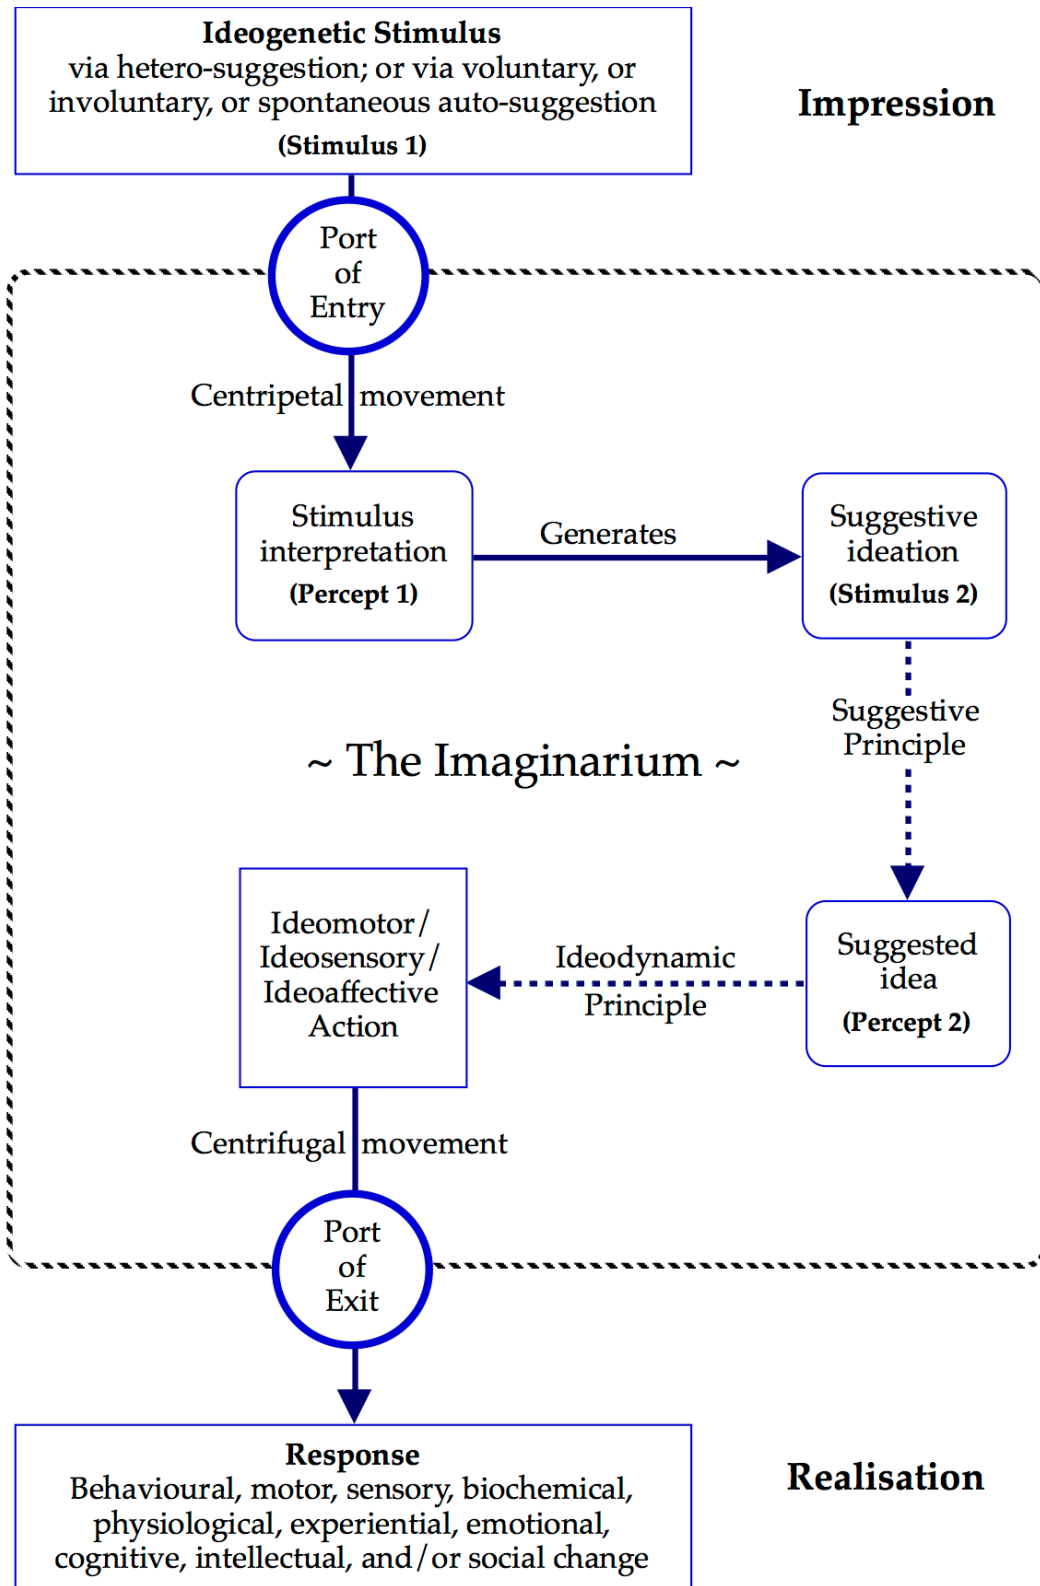 Ideogenetic Stimulus
via hetero-suggestion; or via voluntary, or
involuntary, or spontaneous auto-suggestion
(Stimulus 1)
Impression
Port
of
Entry
Centripetal movement
Stimulus
interpretation
(Percept 1)
Generates
Suggestive
ideation
(Stimulus 2)
Suggestive
Principle
~ The Imaginarium ~
Suggested
idea
(Percept 2)
Ideodynamic
Principle
Ideomotor/
Ideosensory/
Ideoaffective
Action
Centrifugal movement
Port
of
Exit
Response
Behavioural, motor, sensory, biochemical,
physiological, experiential, emotional,
cognitive, intellectual, and/or social change
Realisation